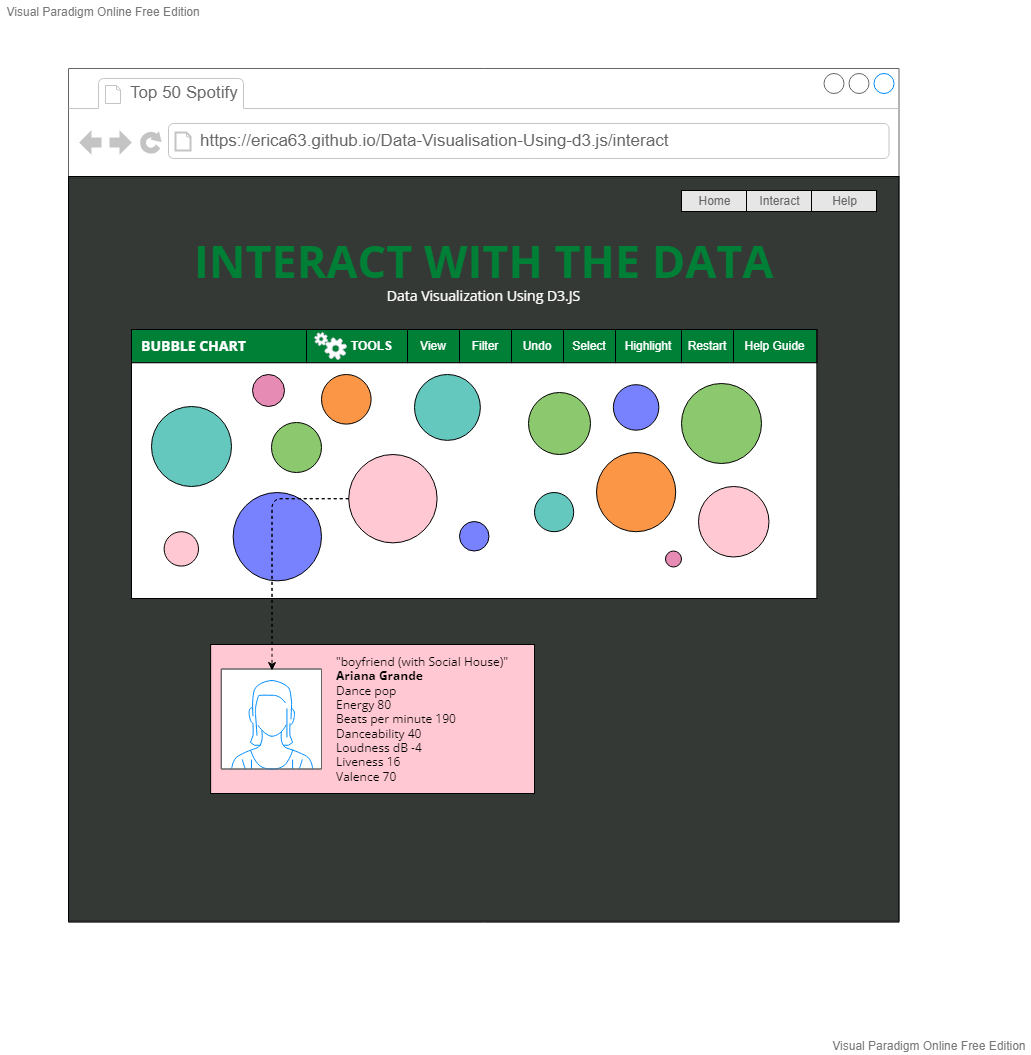 Visual Paradigm Online Free Edition
Top 50 Spotify
https://erica63.github.io/Data-Visualisation-Using-d3.js/interact
Home Interact Help
INTERACT WITH THE DATA
Data Visualization Using D3.JS
BUBBLE CHART TOOLS View Filter Undo Select Highlight Restart Help Guide
"boyfriend (with Social House)"
Ariana Grande
Dance pop
Energy 80
Beats per minute 190
Danceability 40
Loudness dB -4
Liveness 16
Valence 70
Visual Paradigm Online Free Edition